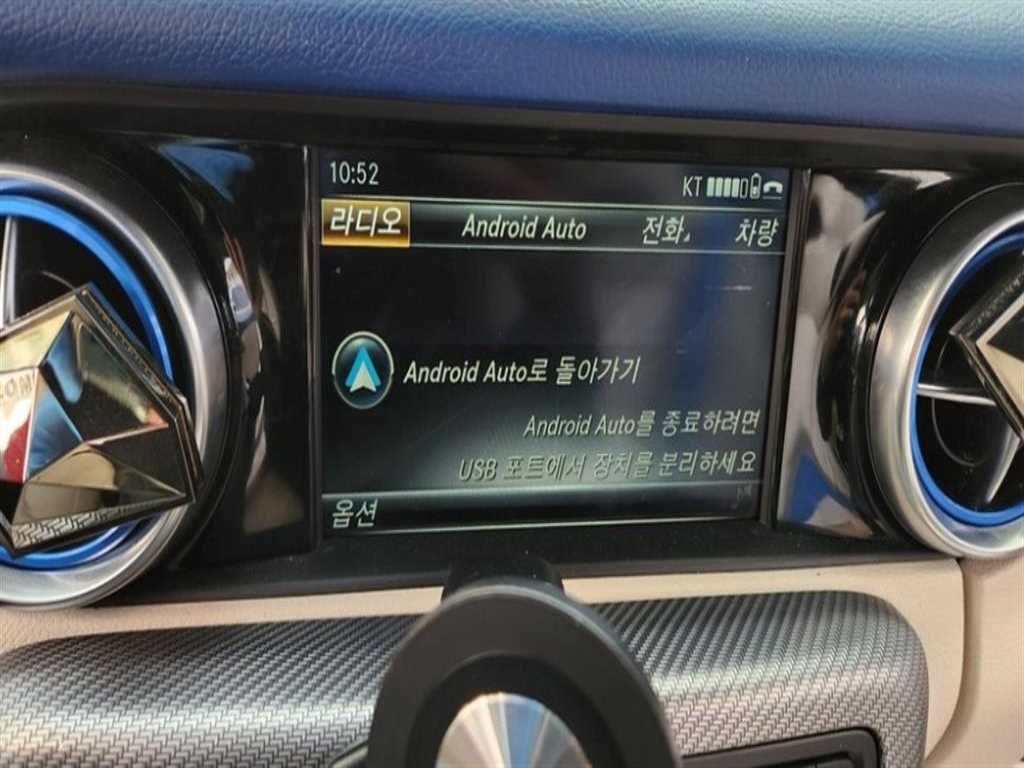 10:52 KT
라디오 Android Auto 전화 차량
Android Auto로 돌아가기
Android Auto를 종료하려면
USB 포트에서 장치를 분리하세요
옵션